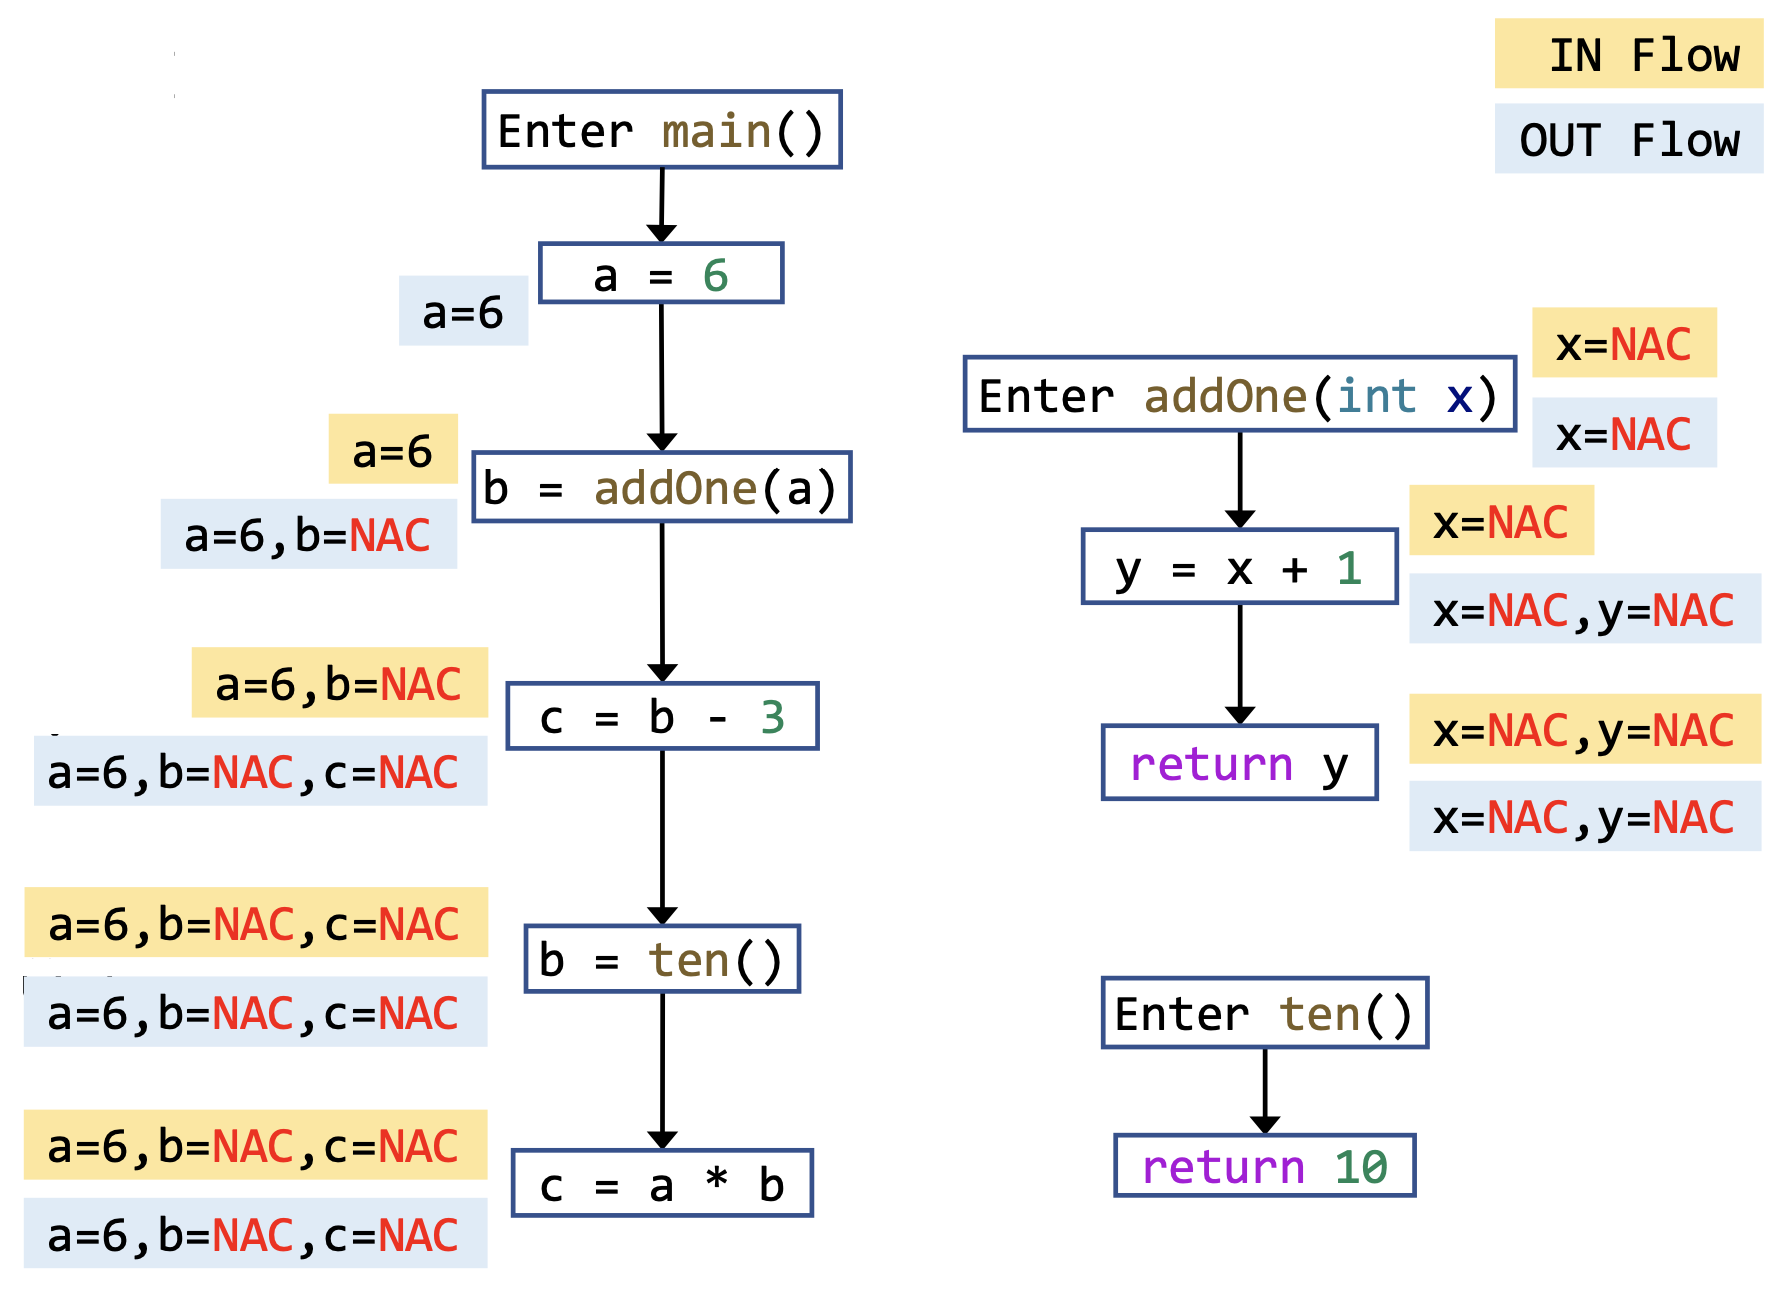 IN Flow
OUT Flow
Enter main()
a = 6
a=6
a=6
b = addOne(a)
a=6,b=NAC
a=6,b=NAC
c = b - 3
a=6,b=NAC,c=NAC
a=6,b=NAC,c=NAC
b = ten()
a=6,b=NAC,c=NAC
a=6,b=NAC,c=NAC
c = a * b
a=6,b=NAC,c=NAC
x=NAC
Enter addOne(int x)
x=NAC
x=NAC
y = x + 1
x=NAC,y=NAC
x=NAC,y=NAC
return y
x=NAC,y=NAC
Enter ten()
return 10